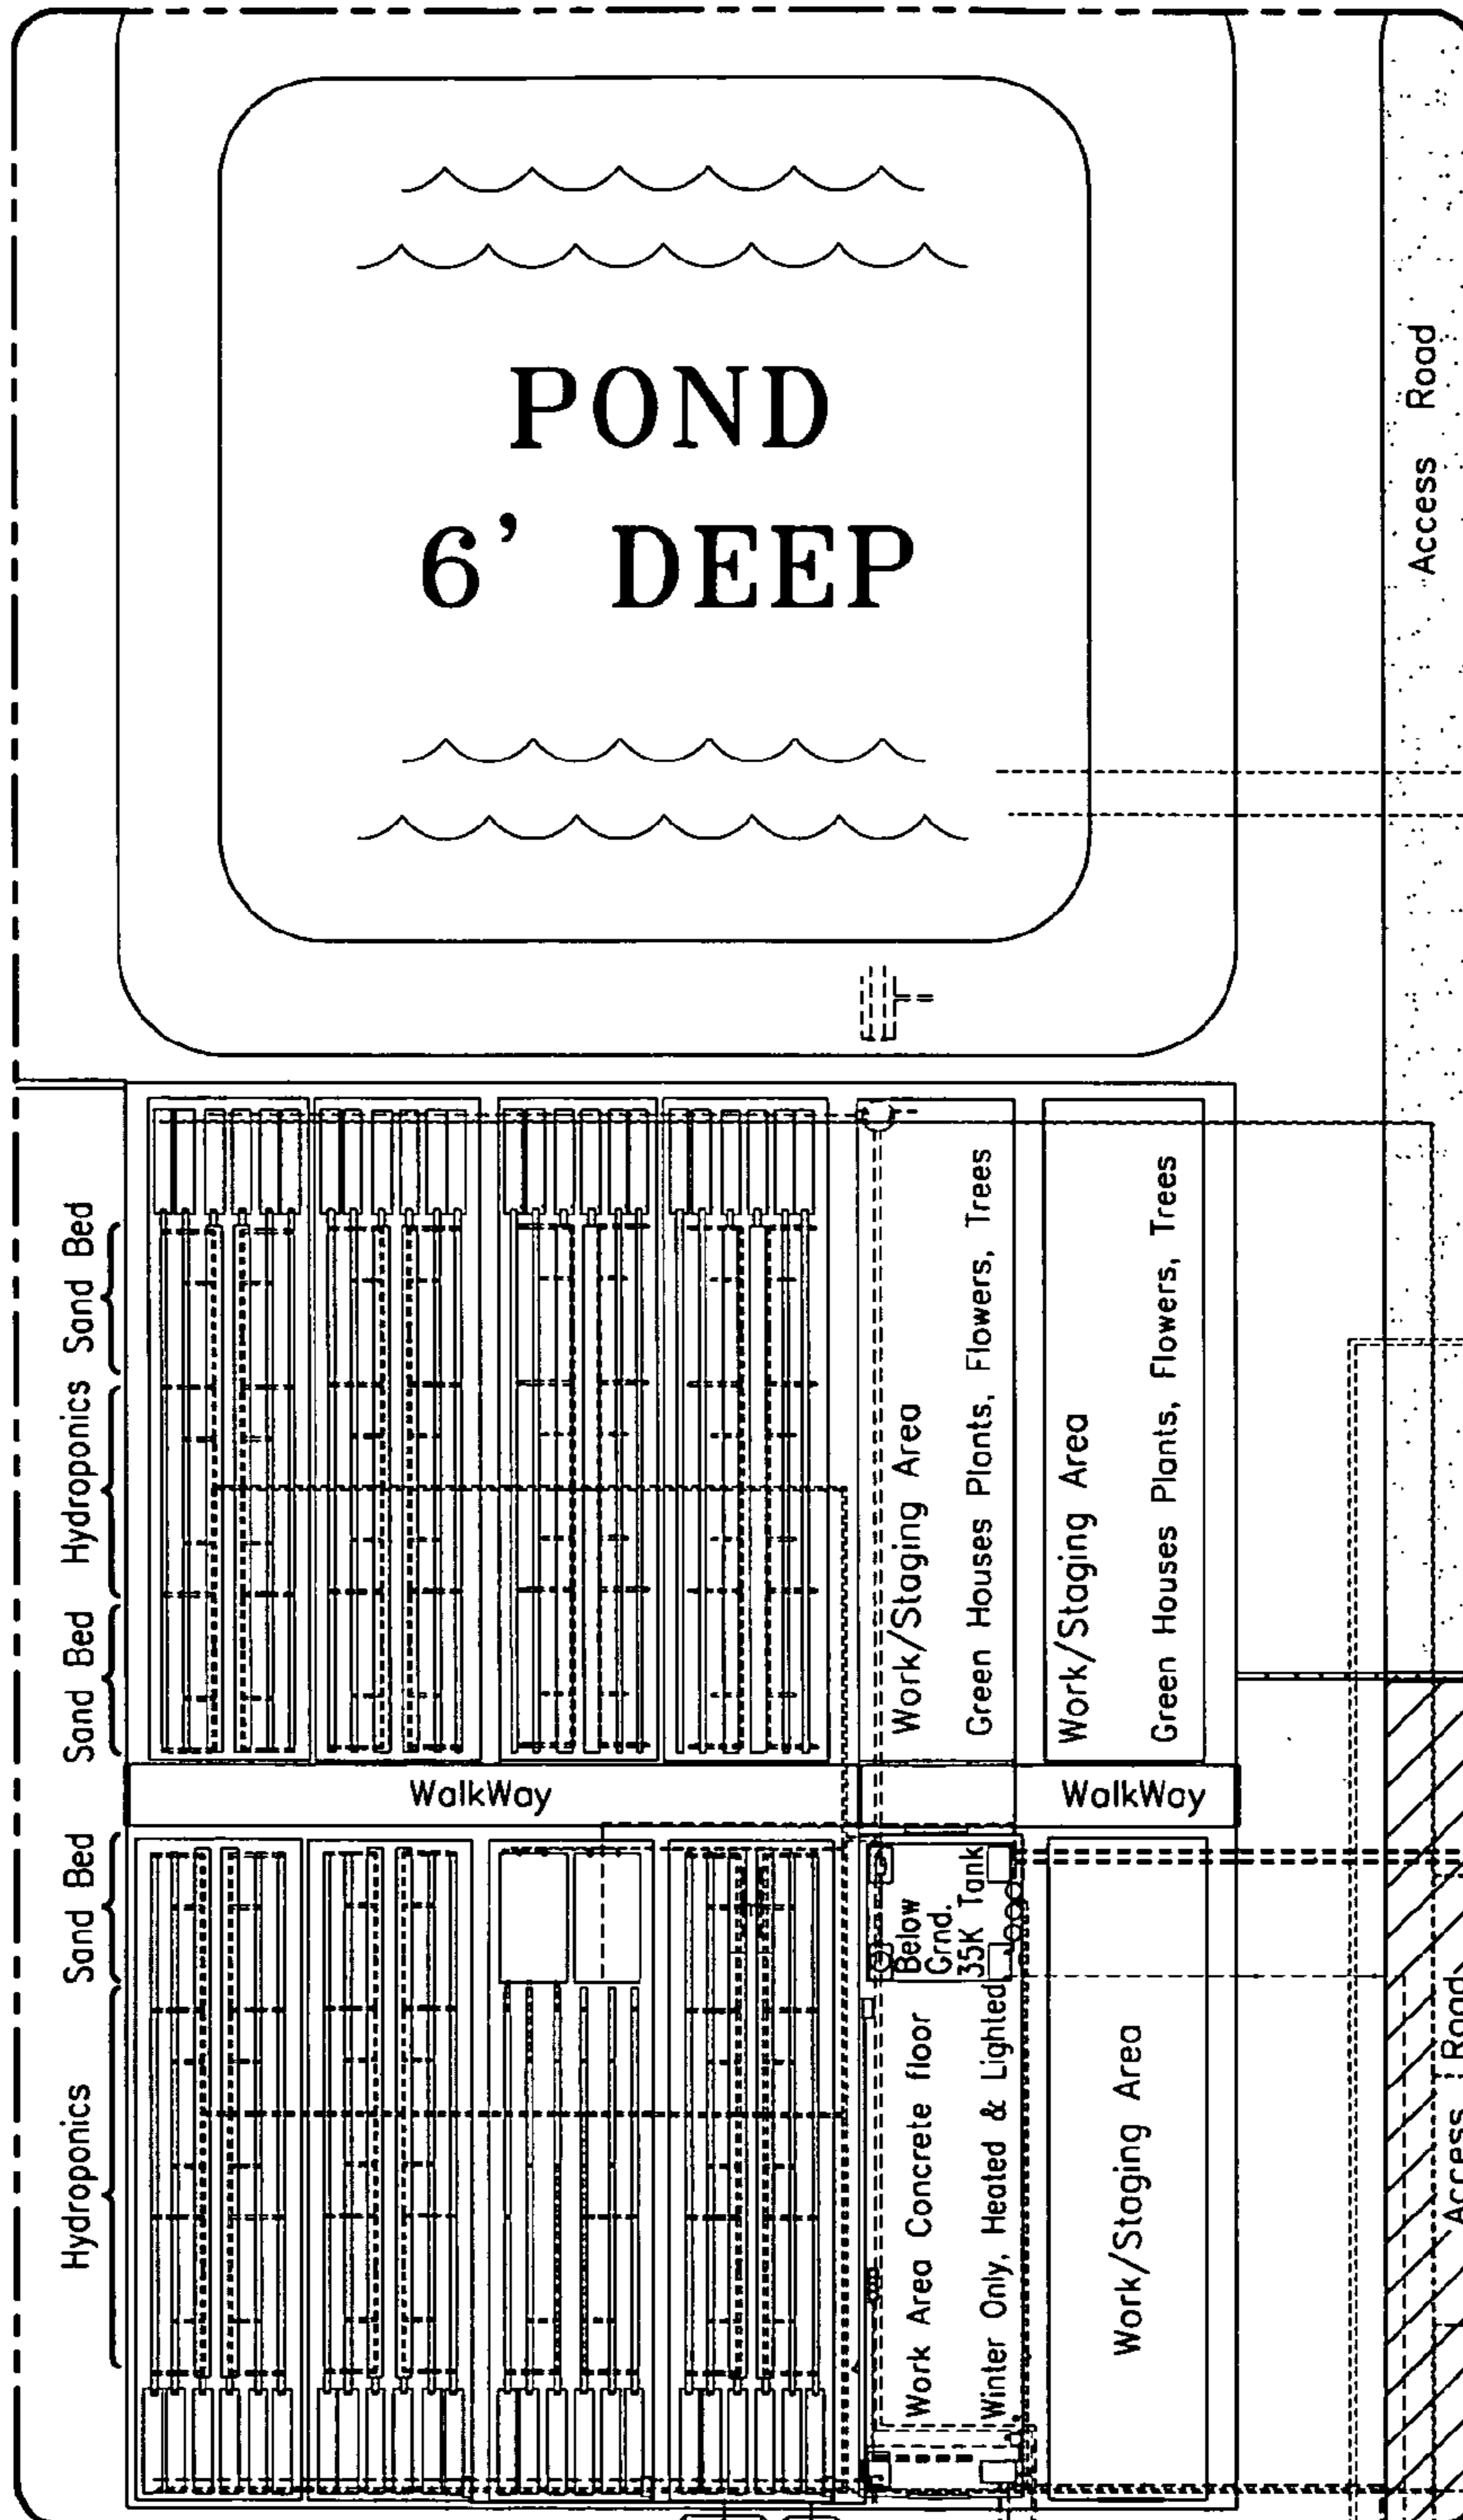 POND
6' DEEP
Access Road
Sand Bed
Hydroponics
Sand Bed
Work/Staging Area
Green Houses Plants, Flowers, Trees
Work/Staging Area
Green Houses Plants, Flowers, Trees
WalkWay
WalkWay
Sand Bed
Hydroponics
Below
Grnd.
35K Tank
Work Area Concrete floor
Winter Only, Heated & Lighted
Work/Staging Area
Access Road